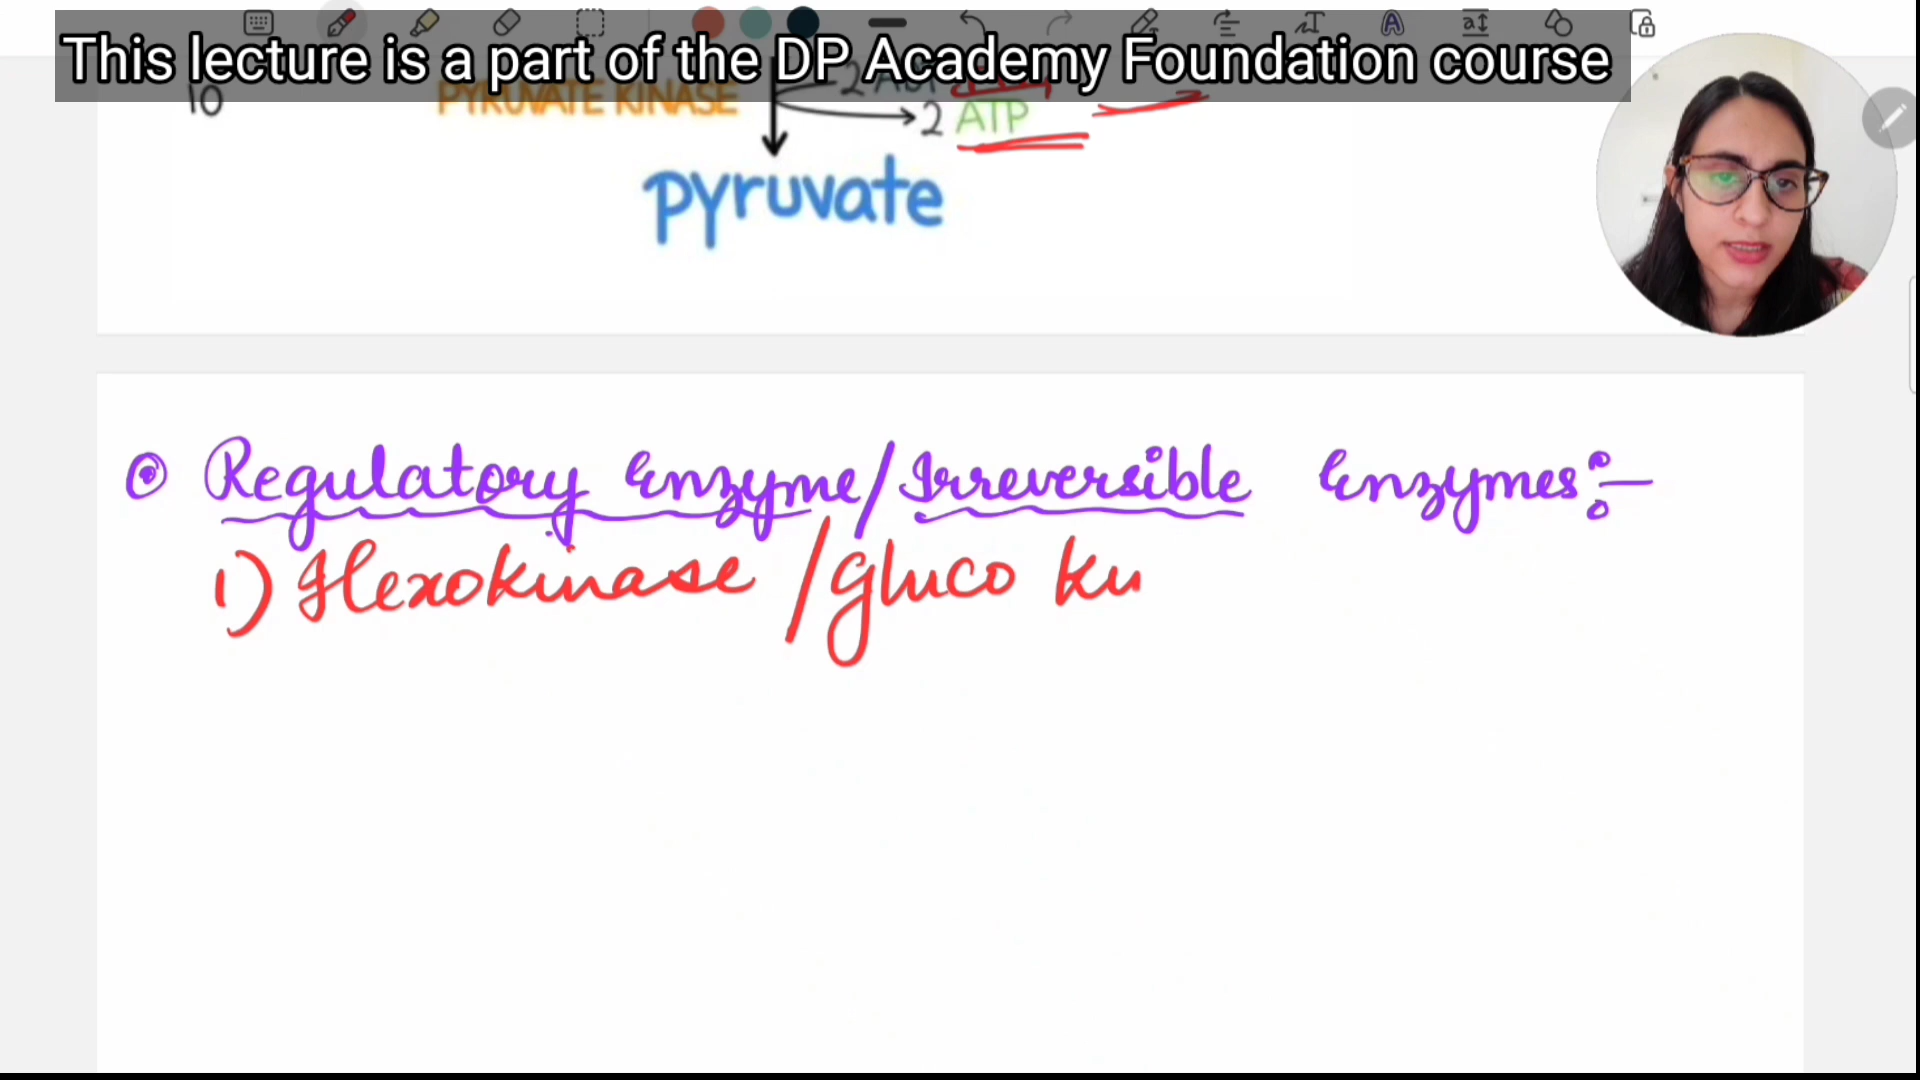 This lecture is a part of the DP Academy Foundation course
10 PYRUVATE KINASE 2
2 ATP
pyruvate
Regulatory Enzyme/Irreversible Enzymes:-
1) Hexokinase/Gluco Ki